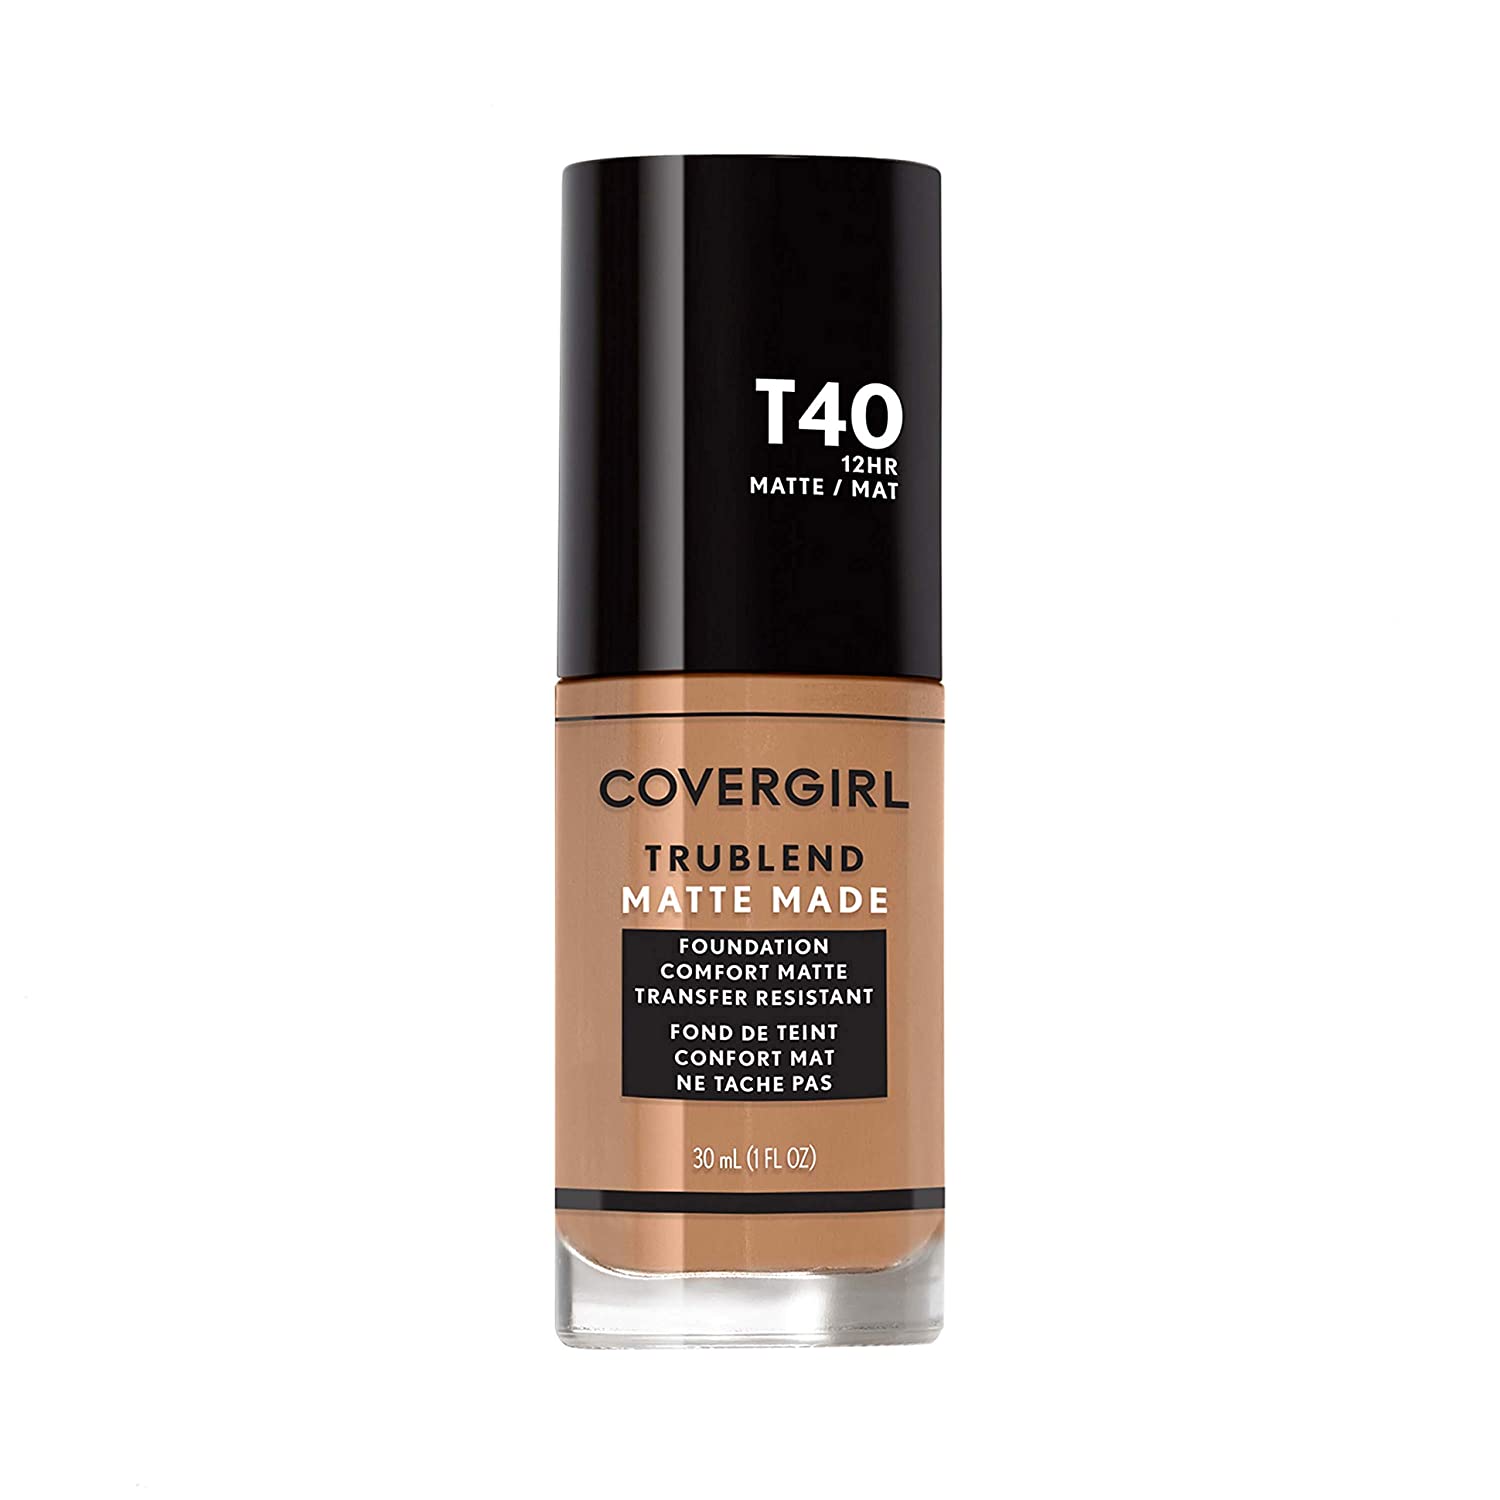 T40
12HR
MATTE / MAT
COVERGIRL
TRUBLEND
MATTE MADE
FOUNDATION
COMFORT MATTE
TRANSFER RESISTANT
FOND DE TEINT
CONFORT MAT
NE TACHE PAS
30 mL (1 FL OZ)